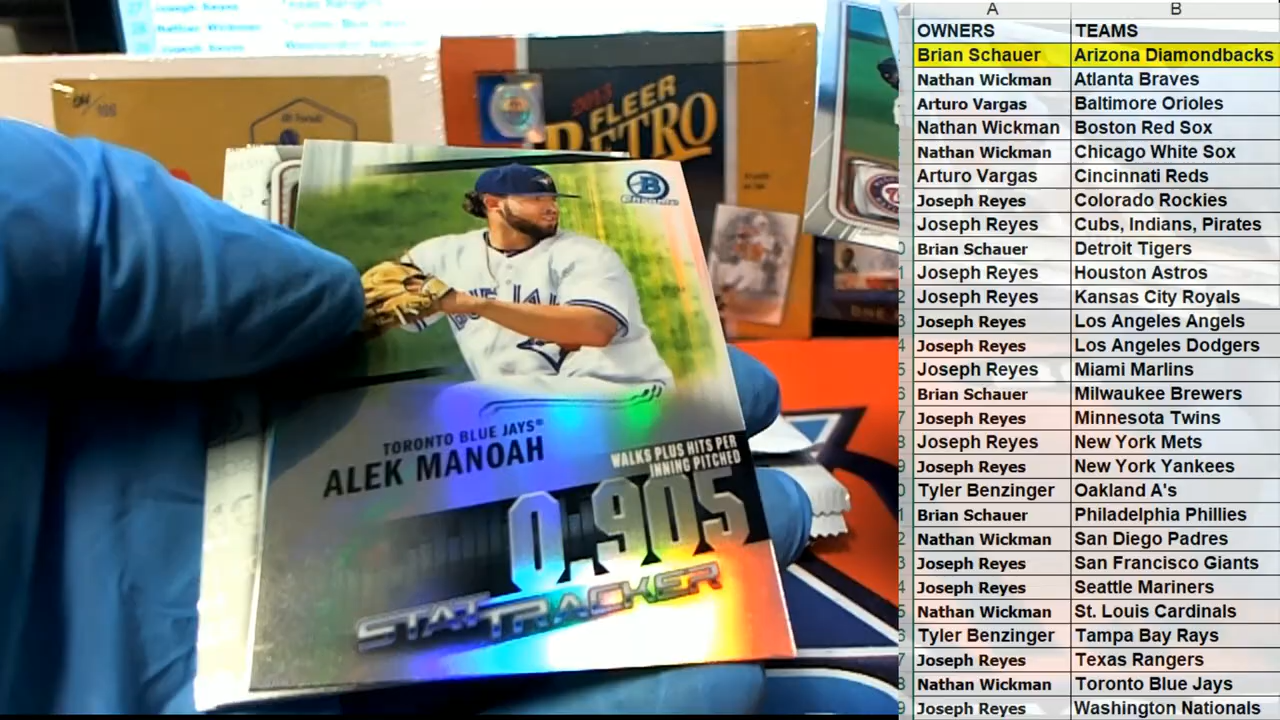 A B
OWNERS TEAMS
Brian Schauer Arizona Diamondbacks
Nathan Wickman Atlanta Braves
Arturo Vargas Baltimore Orioles
Nathan Wickman Boston Red Sox
Nathan Wickman Chicago White Sox
Arturo Vargas Cincinnati Reds
Joseph Reyes Colorado Rockies
Joseph Reyes Cubs, Indians, Pirates
Brian Schauer Detroit Tigers
Joseph Reyes Houston Astros
Joseph Reyes Kansas City Royals
Joseph Reyes Los Angeles Angels
Joseph Reyes Los Angeles Dodgers
Joseph Reyes Miami Marlins
Brian Schauer Milwaukee Brewers
Joseph Reyes Minnesota Twins
Joseph Reyes New York Mets
Joseph Reyes New York Yankees
Tyler Benzinger Oakland A's
Brian Schauer Philadelphia Phillies
Nathan Wickman San Diego Padres
Joseph Reyes San Francisco Giants
Joseph Reyes Seattle Mariners
Nathan Wickman St. Louis Cardinals
Tyler Benzinger Tampa Bay Rays
Joseph Reyes Texas Rangers
Nathan Wickman Toronto Blue Jays
Joseph Reyes Washington Nationals
FLEER
RETRO
B
Chrome
TORONTO BLUE JAYS®
ALEK MANOAH
WALKS PLUS HITS PER
INNING PITCHED
0.905
STAT TRACKER